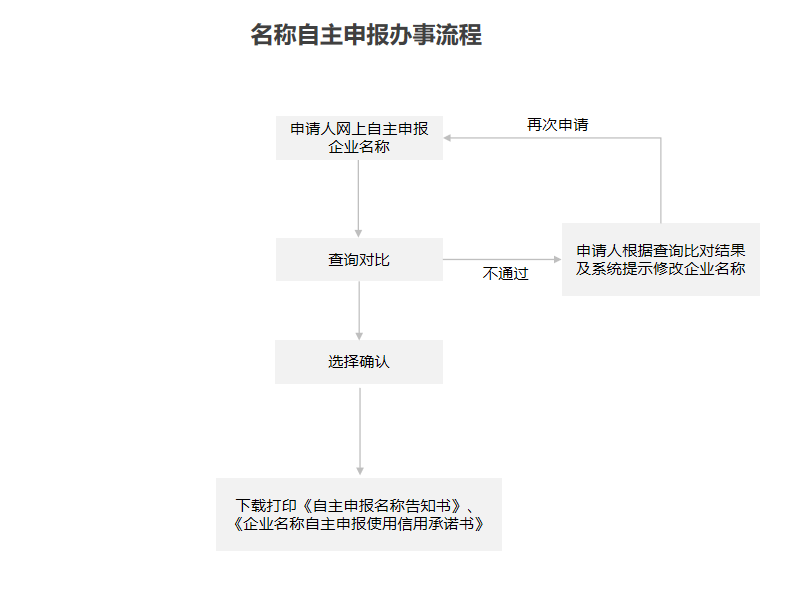 名称自主申报办事流程
申请人网上自主申报
企业名称
再次申请
查询对比
不通过
申请人根据查询比对结果
及系统提示修改企业名称
选择确认
下载打印《自主申报名称告知书》、
《企业名称自主申报使用信用承诺书》